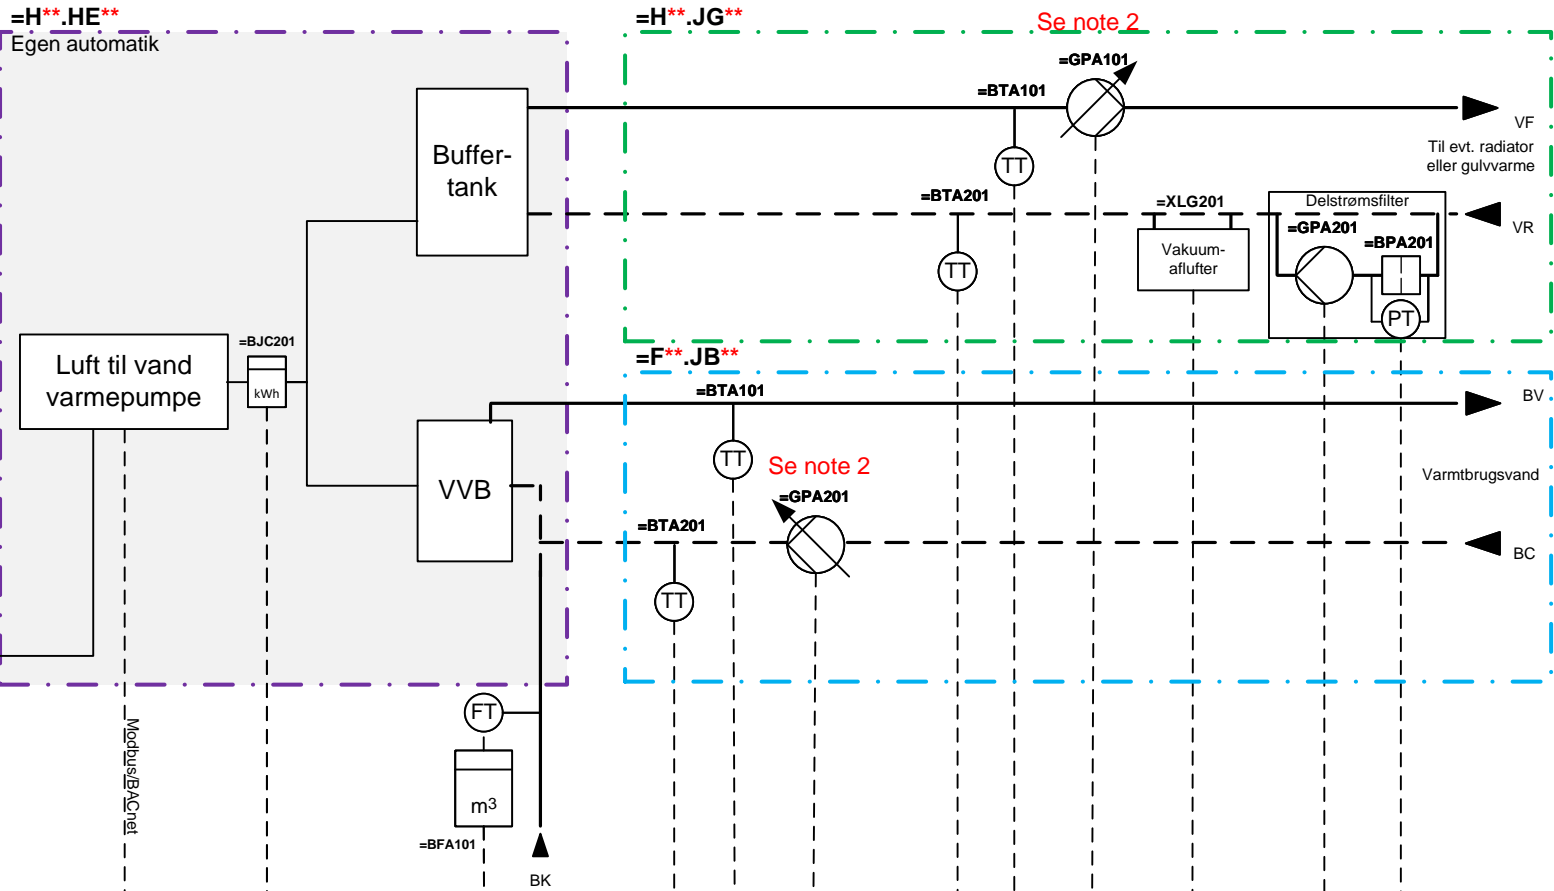 =H**.HE**
Egen automatik
=H**.JG**
Se note 2
=GPA101
=BTA101
VF
Til evt. radiator
eller gulvvarme
Buffer-
tank
TT
=BTA201
=XLG201
Delstrømsfilter
VR
=GPA201
=BPA201
Vakuum-
aflufter
TT
PT
=BJC201
kWh
Luft til vand
varmepumpe
=F**.JB**
=BTA101
BV
TT
Se note 2
Varmtbrugsvand
VVB
=GPA201
=BTA201
BC
TT
Modbus/BACnet
FT
m³
=BFA101
BK